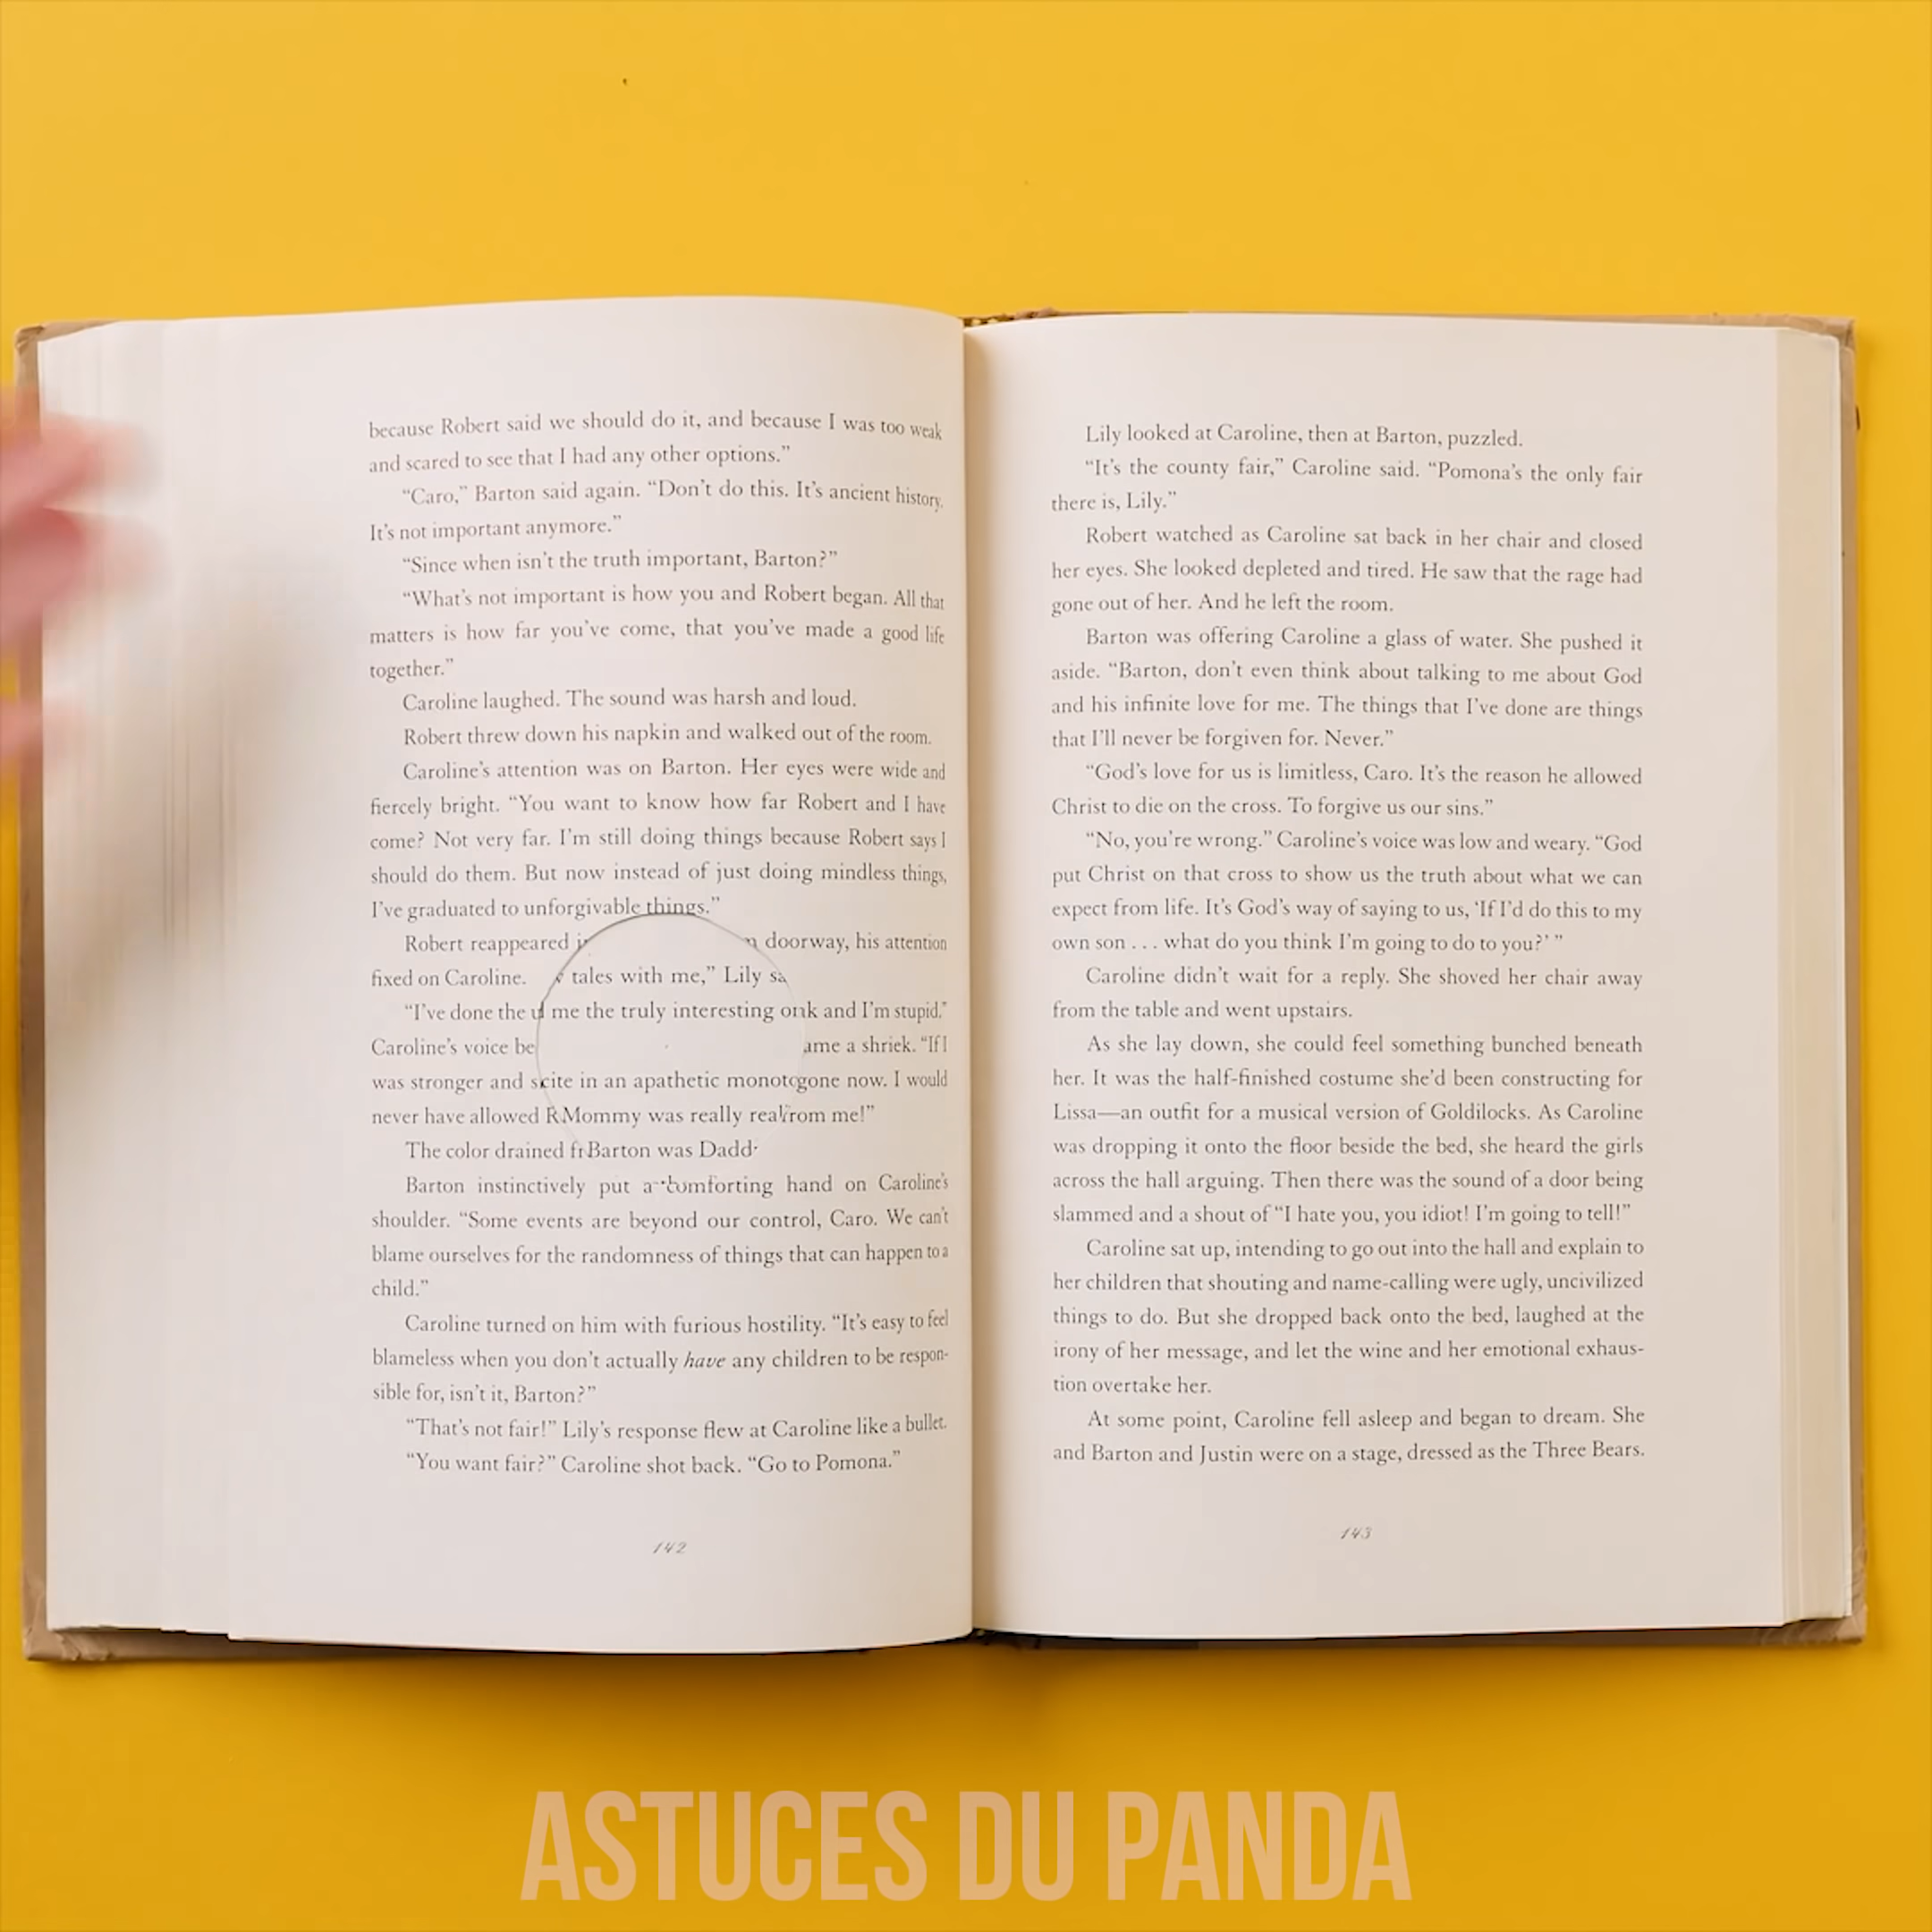 because Robert said we should do it, and because I was too weak
and scared to see that I had any other options.”
“Caro,” Barton said again. “Don’t do this. It’s ancient history.
It’s not important anymore.”
“Since when isn’t the truth important, Barton?”
“What’s not important is how you and Robert began. All that
matters is how far you’ve come, that you’ve made a good life
together.”
Caroline laughed. The sound was harsh and loud.
Robert threw down his napkin and walked out of the room.
Caroline’s attention was on Barton. Her eyes were wide and
fiercely bright. “You want to know how far Robert and I have
come? Not very far. I’m still doing things because Robert says I
should do them. But now instead of just doing mindless things,
I’ve graduated to unforgivable things.”
Robert reappeared doorway, his attention
fixed on Caroline. tales with me,” Lily
“I’ve done the me the truly interesting and I’m stupid.”
Caroline’s voice a shriek. “If I
was stronger and in an apathetic now. I would
never have allowed Mommy was really me!”
The color drained Barton was
Barton instinctively put a comforting hand on Caroline’s
shoulder. “Some events are beyond our control, Caro. We can’t
blame ourselves for the randomness of things that can happen to a
child.”
Caroline turned on him with furious hostility. “It’s easy to feel
blameless when you don’t actually have any children to be respon-
sible for, isn’t it, Barton?”
“That’s not fair!” Lily’s response flew at Caroline like a bullet.
“You want fair?” Caroline shot back. “Go to Pomona.”
142
Lily looked at Caroline, then at Barton, puzzled.
“It’s the county fair,” Caroline said. “Pomona’s the only fair
there is, Lily.”
Robert watched as Caroline sat back in her chair and closed
her eyes. She looked depleted and tired. He saw that the rage had
gone out of her. And he left the room.
Barton was offering Caroline a glass of water. She pushed it
aside. “Barton, don’t even think about talking to me about God
and his infinite love for me. The things that I’ve done are things
that I’ll never be forgiven for. Never.”
“God’s love for us is limitless, Caro. It’s the reason he allowed
Christ to die on the cross. To forgive us our sins.”
“No, you’re wrong.” Caroline’s voice was low and weary. “God
put Christ on that cross to show us the truth about what we can
expect from life. It’s God’s way of saying to us, ‘If I’d do this to my
own son . . . what do you think I’m going to do to you?’ ”
Caroline didn’t wait for a reply. She shoved her chair away
from the table and went upstairs.
As she lay down, she could feel something bunched beneath
her. It was the half-finished costume she’d been constructing for
Lissa—an outfit for a musical version of Goldilocks. As Caroline
was dropping it onto the floor beside the bed, she heard the girls
across the hall arguing. Then there was the sound of a door being
slammed and a shout of “I hate you, you idiot! I’m going to tell!”
Caroline sat up, intending to go out into the hall and explain to
her children that shouting and name-calling were ugly, uncivilized
things to do. But she dropped back onto the bed, laughed at the
irony of her message, and let the wine and her emotional exhaus-
tion overtake her.
At some point, Caroline fell asleep and began to dream. She
and Barton and Justin were on a stage, dressed as the Three Bears.
143
ASTUCES DU PANDA